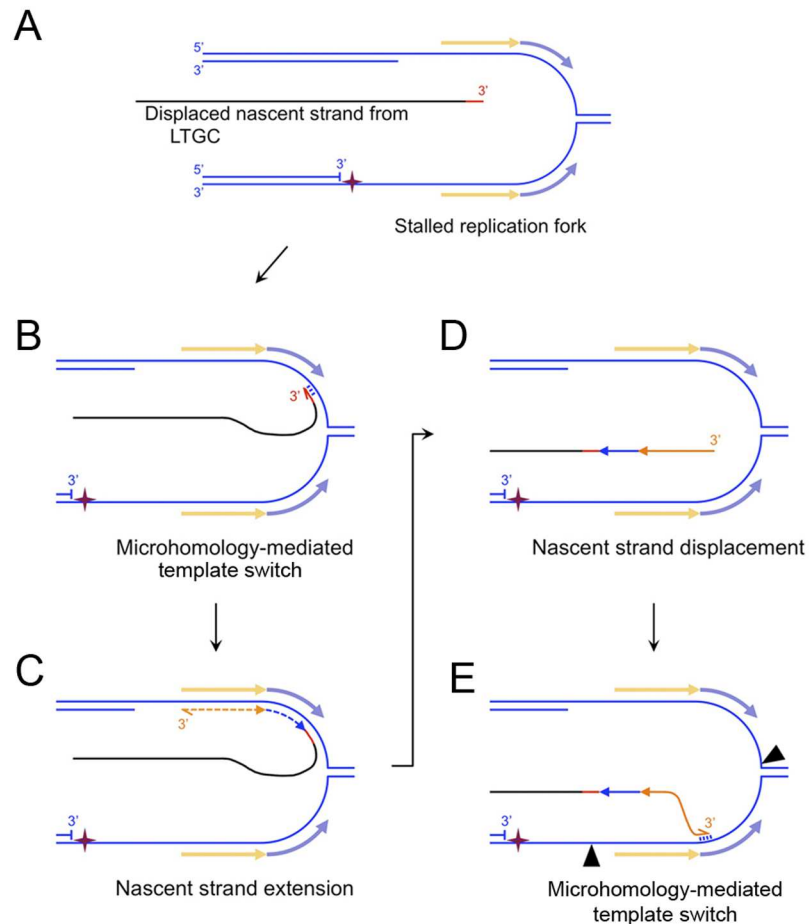 A
5'
3'
3'
Displaced nascent strand from
LTGC
3'
5'
3'
Stalled replication fork
B
3'
3'
Microhomology-mediated
template switch
C
3'
3'
Nascent strand extension
D
3'
3'
Nascent strand displacement
E
3'
3'
Microhomology-mediated
template switch